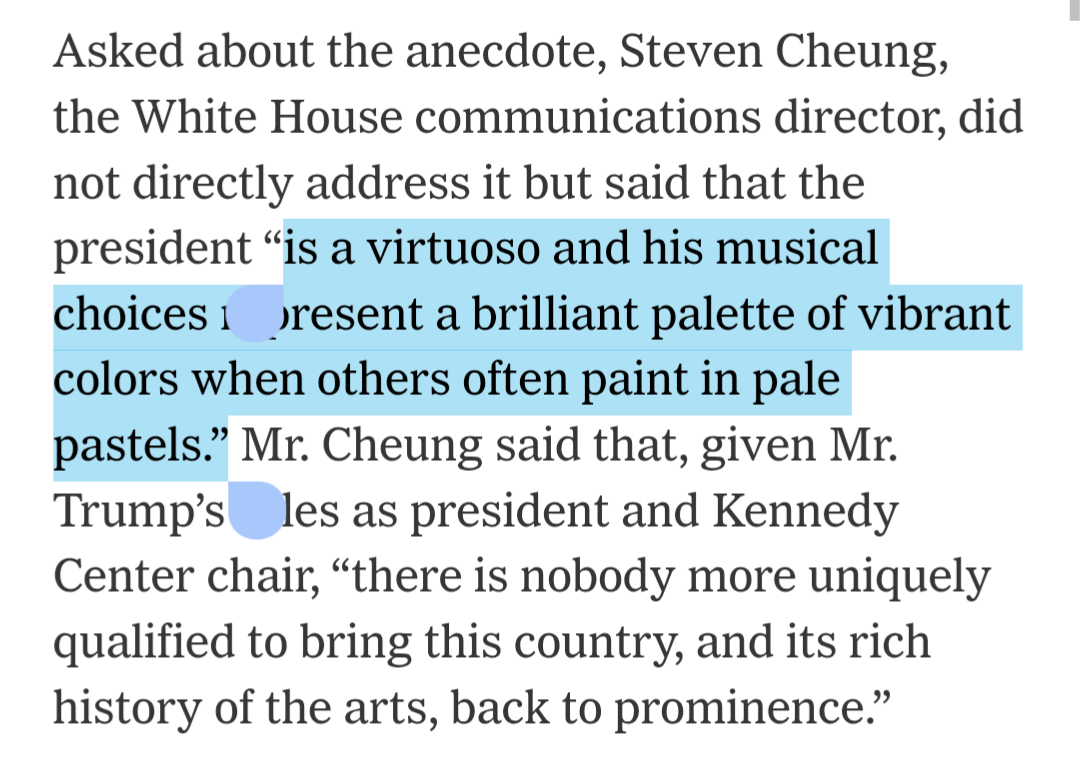 Asked about the anecdote, Steven Cheung,
the White House communications director, did
not directly address it but said that the
president “is a virtuoso and his musical
choices represent a brilliant palette of vibrant
colors when others often paint in pale
pastels.” Mr. Cheung said that, given Mr.
Trump’s roles as president and Kennedy
Center chair, “there is nobody more uniquely
qualified to bring this country, and its rich
history of the arts, back to prominence.”